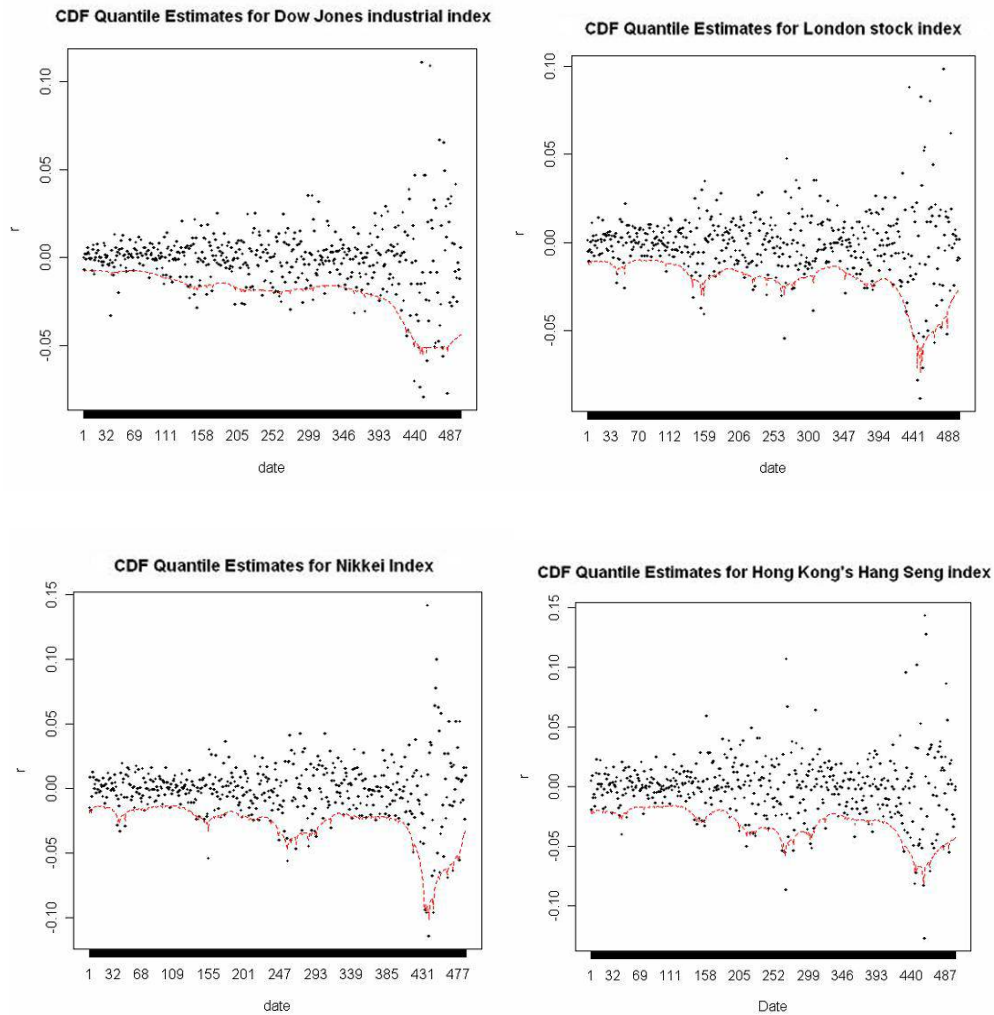 CDF Quantile Estimates for Dow Jones industrial index
0.10
0.05
0.00
-0.05
r
1 32 69 111 158 205 252 299 346 393 440 487
date
CDF Quantile Estimates for London stock index
0.10
0.05
0.00
-0.05
r
1 33 70 112 159 206 253 300 347 394 441 488
date
CDF Quantile Estimates for Nikkei Index
0.15
0.10
0.05
0.00
-0.05
-0.10
r
1 32 68 109 155 201 247 293 339 385 431 477
date
CDF Quantile Estimates for Hong Kong's Hang Seng index
0.15
0.10
0.05
0.00
-0.05
-0.10
r
1 32 69 111 158 205 252 299 346 393 440 487
Date